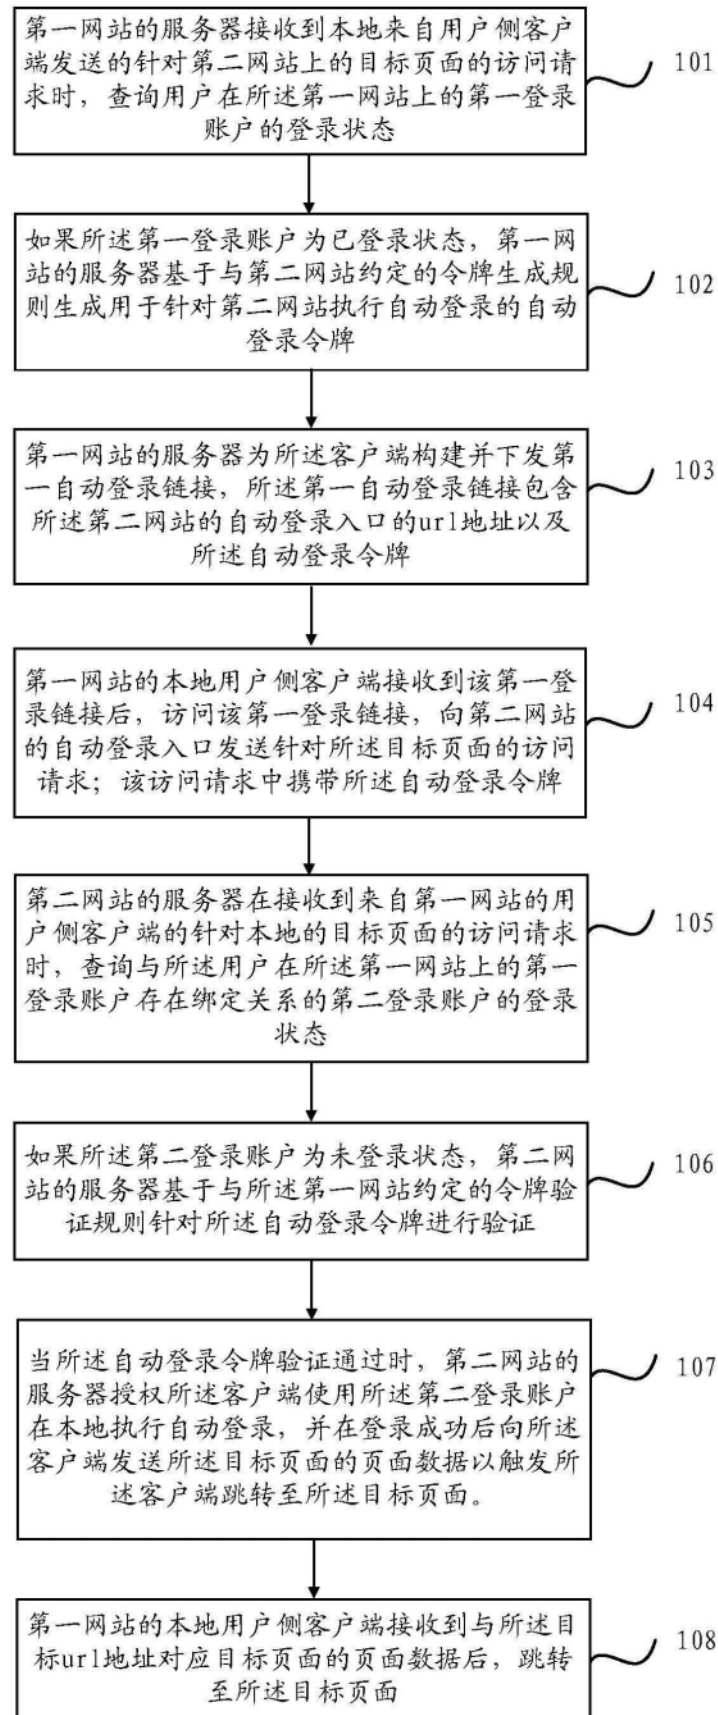 第一网站的服务器接收到本地来自用户侧客户
端发送的针对第二网站上的目标页面的访问请
求时，查询用户在所述第一网站上的第一登录
账户的登录状态
101
如果所述第一登录账户为已登录状态，第一网
站的服务器基于与第二网站约定的令牌生成规
则生成用于针对第二网站执行自动登录的自动
登录令牌
102
第一网站的服务器为所述客户端构建并下发第
一自动登录链接，所述第一自动登录链接包含
所述第二网站的自动登录入口的url地址以及
所述自动登录令牌
103
第一网站的本地用户侧客户端接收到该第一登
录链接后，访问该第一登录链接，向第二网站
的自动登录入口发送针对所述目标页面的访问
请求；该访问请求中携带所述自动登录令牌
104
第二网站的服务器在接收到来自第一网站的用
户侧客户端的针对本地的目标页面的访问请求
时，查询与所述用户在所述第一网站上的第一
登录账户存在绑定关系的第二登录账户的登录
状态
105
如果所述第二登录账户为未登录状态，第二网
站的服务器基于与所述第一网站约定的令牌验
证规则针对所述自动登录令牌进行验证
106
当所述自动登录令牌验证通过时，第二网站的
服务器授权所述客户端使用所述第二登录账户
在本地执行自动登录，并在登录成功后向所述
客户端发送所述目标页面的页面数据以触发所
述客户端跳转至所述目标页面。
107
第一网站的本地用户侧客户端接收到与所述目
标url地址对应目标页面的页面数据后，跳转
至所述目标页面
108